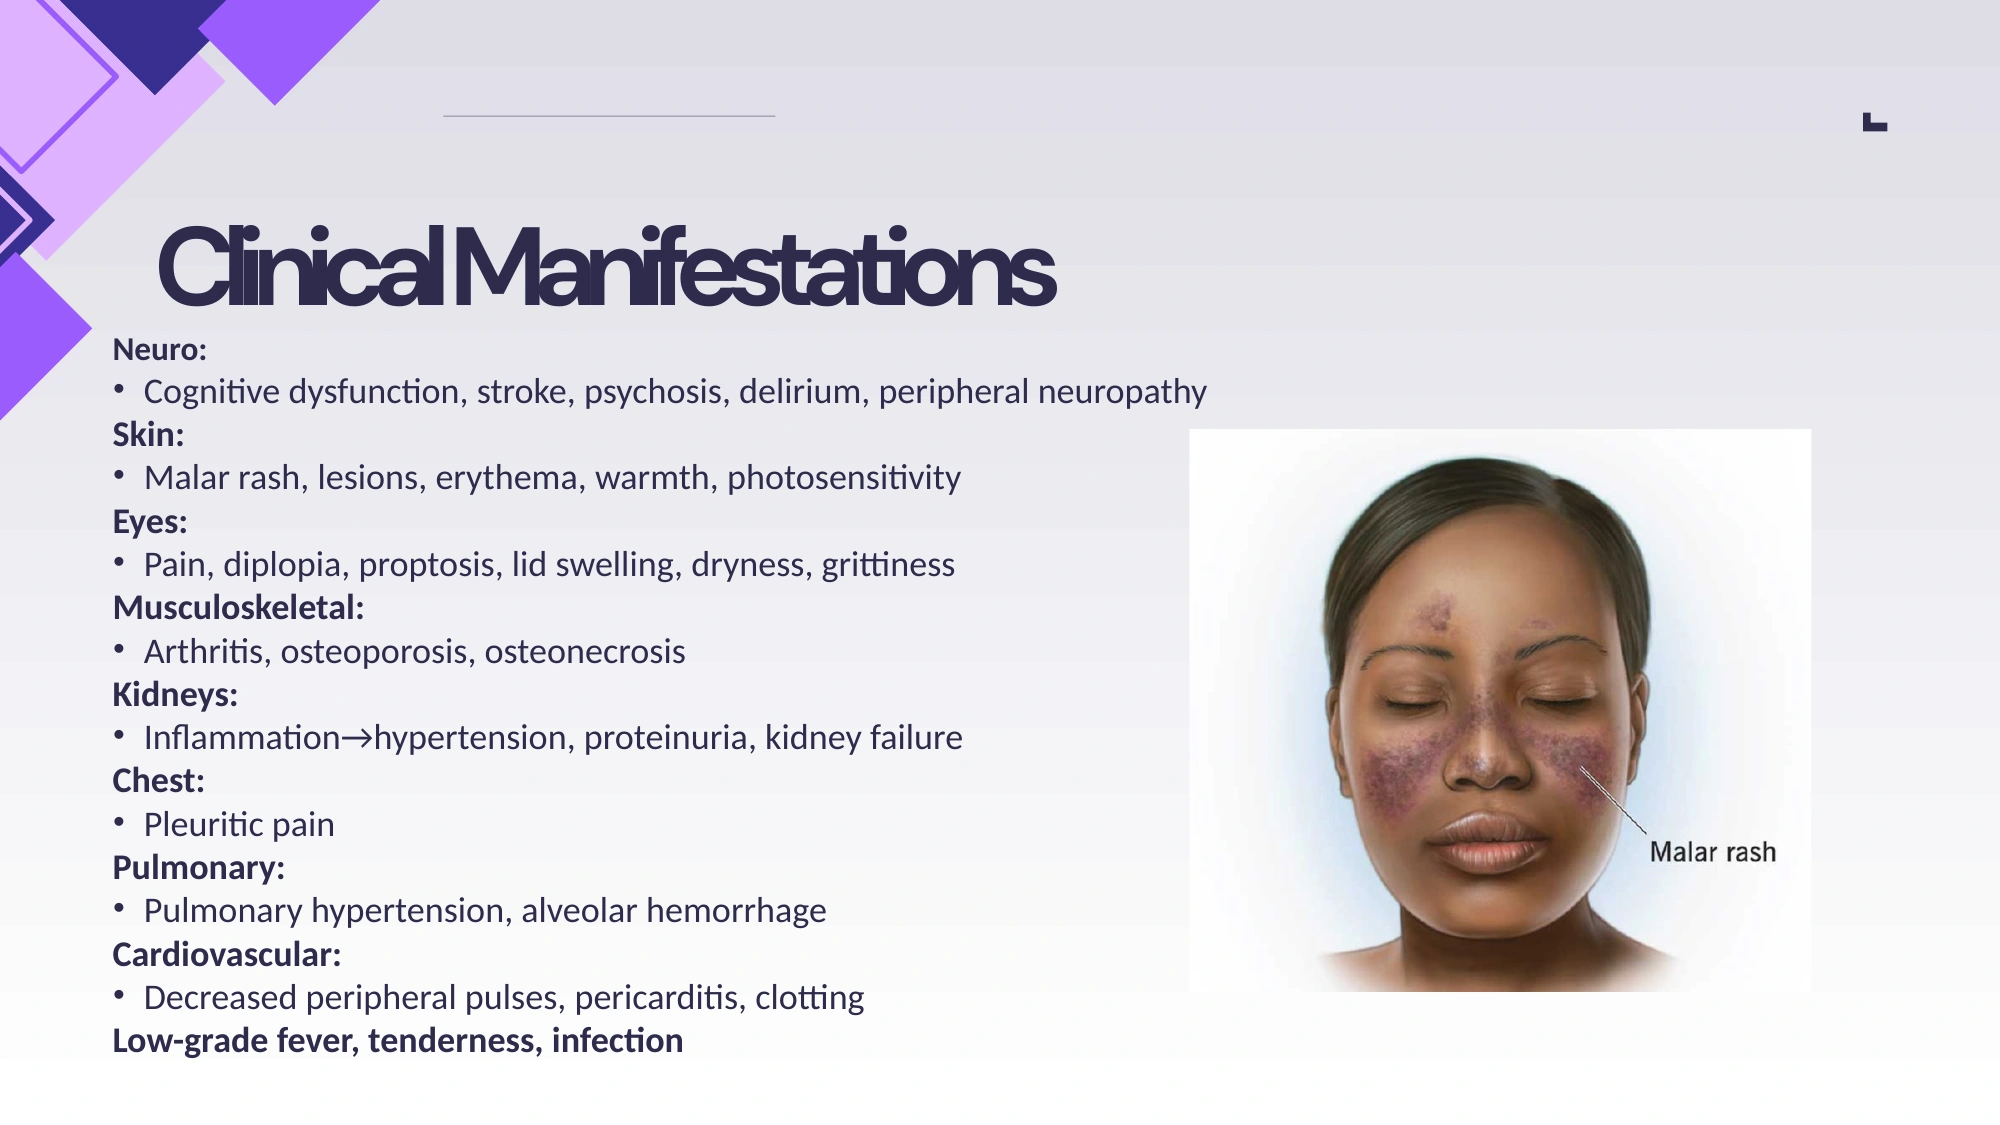 Clinical Manifestations
Neuro:
• Cognitive dysfunction, stroke, psychosis, delirium, peripheral neuropathy
Skin:
• Malar rash, lesions, erythema, warmth, photosensitivity
Eyes:
• Pain, diplopia, proptosis, lid swelling, dryness, grittiness
Musculoskeletal:
• Arthritis, osteoporosis, osteonecrosis
Kidneys:
• Inflammation→hypertension, proteinuria, kidney failure
Chest:
• Pleuritic pain
Pulmonary:
• Pulmonary hypertension, alveolar hemorrhage
Cardiovascular:
• Decreased peripheral pulses, pericarditis, clotting
Low-grade fever, tenderness, infection
Malar rash